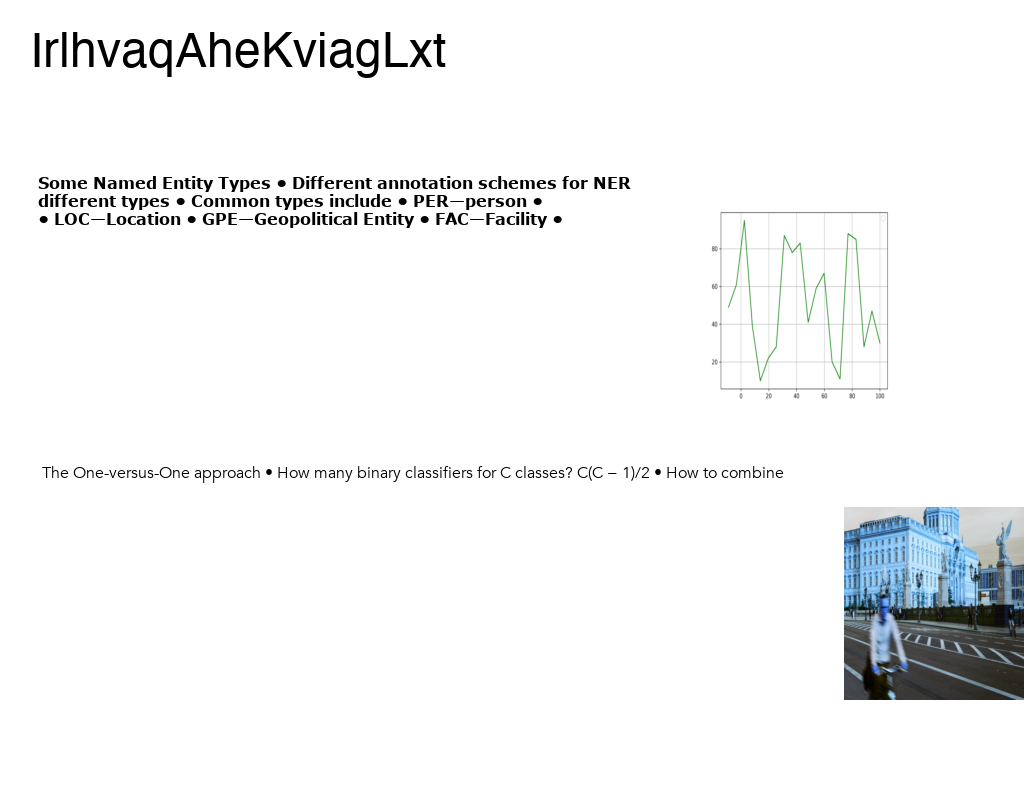 IrlhvaqAheKviagLxt
Some Named Entity Types • Different annotation schemes for NER
different types • Common types include • PER—person •
• LOC—Location • GPE—Geopolitical Entity • FAC—Facility •
80
60
40
20
0 20 40 60 80 100
The One-versus-One approach • How many binary classifiers for C classes? C(C − 1)/2 • How to combine